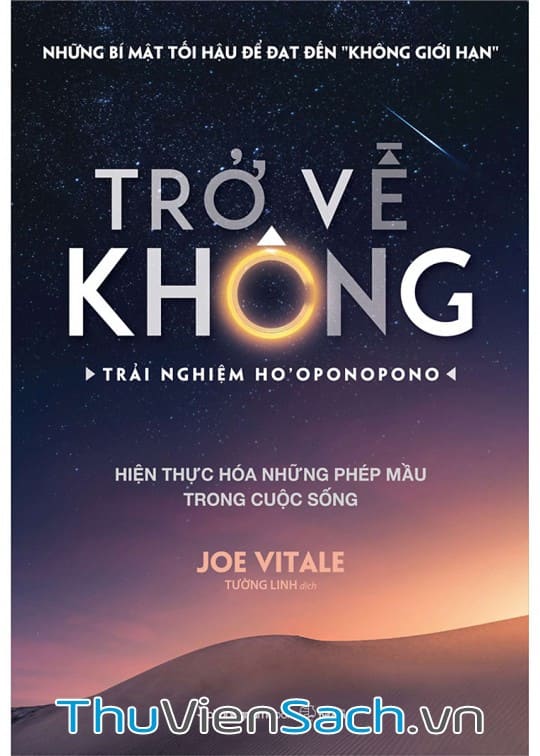 NHỮNG BÍ MẬT TỐI HẬU ĐỂ ĐẠT ĐẾN "KHÔNG GIỚI HẠN"
TRỞ VỀ
KHÔNG
TRẢI NGHIỆM HO'OPONOPONO
HIỆN THỰC HÓA NHỮNG PHÉP MẦU
TRONG CUỘC SỐNG
JOE VITALE
TƯỜNG LINH dịch
ThuVienSach.vn